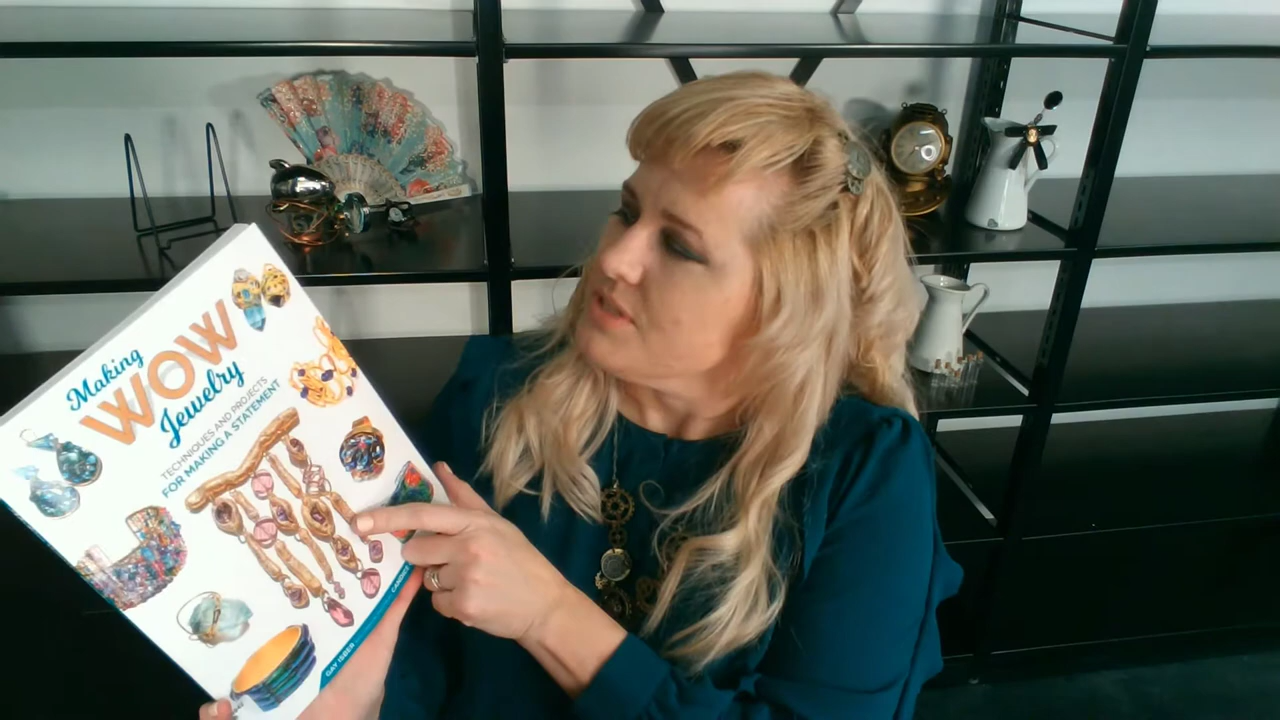 Making
WOW
Jewelry
TECHNIQUES AND PROJECTS
FOR MAKING A STATEMENT
GAY ISBER